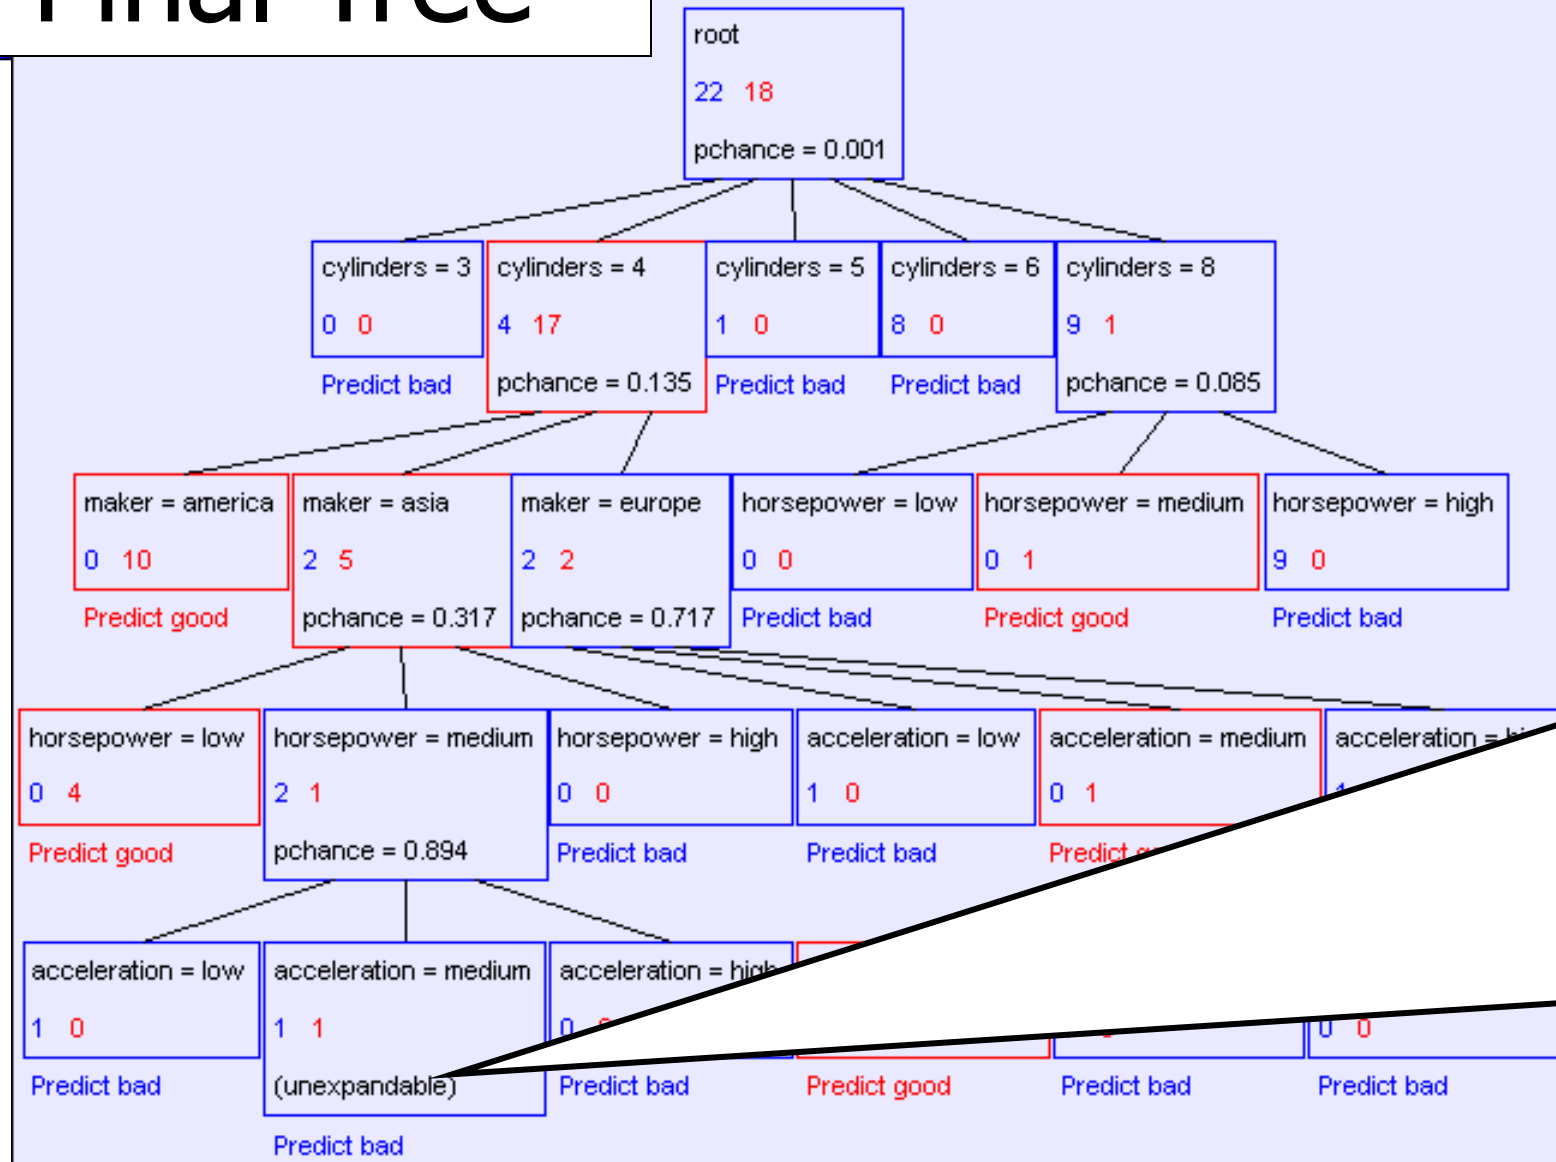 Final Tree
root
22 18
pchance = 0.001
cylinders = 3
0 0
Predict bad
cylinders = 4
4 17
pchance = 0.135
cylinders = 5
1 0
Predict bad
cylinders = 6
8 0
Predict bad
cylinders = 8
9 1
pchance = 0.085
maker = america
0 10
Predict good
maker = asia
2 5
pchance = 0.317
maker = europe
2 2
pchance = 0.717
horsepower = low
0 0
Predict bad
horsepower = medium
0 1
Predict good
horsepower = high
9 0
Predict bad
horsepower = low
0 4
Predict good
horsepower = medium
2 1
pchance = 0.894
horsepower = high
0 0
Predict bad
acceleration = low
1 0
Predict bad
acceleration = medium
0 1
Predict
acceleration =
acceleration = low
1 0
Predict bad
acceleration = medium
1 1
(unexpandable)
Predict bad
acceleration = high
0
Predict bad
Predict good
Predict bad
0 0
Predict bad